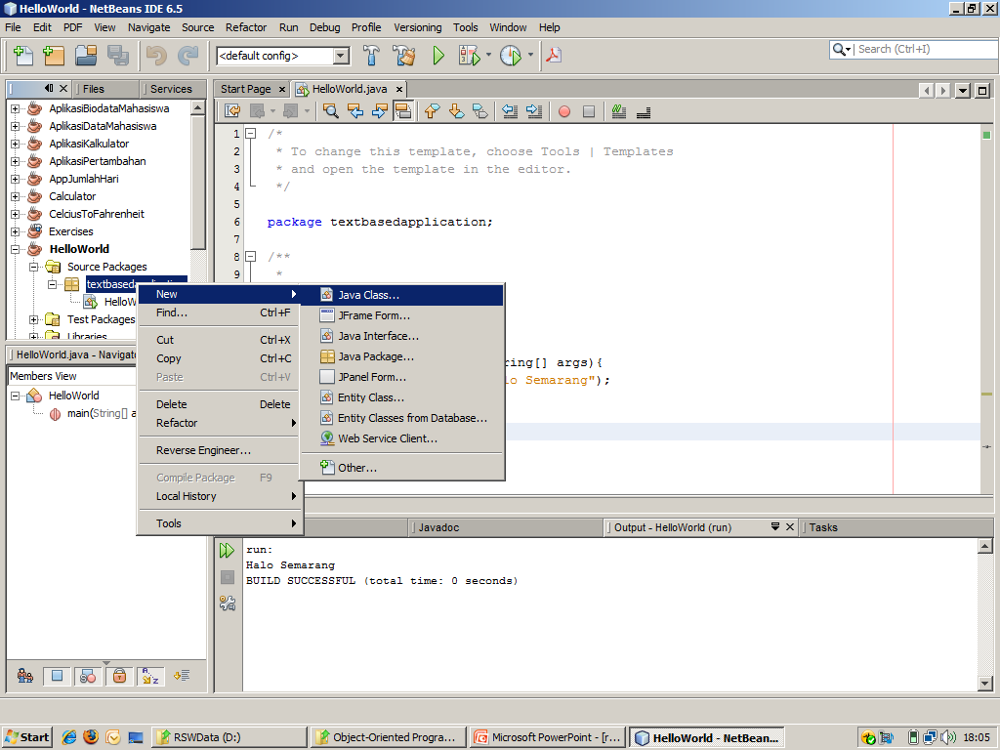 HelloWorld - NetBeans IDE 6.5
File Edit PDF View Navigate Source Refactor Run Debug Profile Versioning Tools Window Help
<default config>
Search (Ctrl+I)
Files Services
Start Page HelloWorld.java
AplikasiBiodataMahasiswa
AplikasiDataMahasiswa
AplikasiKalkulator
AplikasiPertambahan
AppJumlahHari
Calculator
CelciusToFahrenheit
Exercises
HelloWorld
Source Packages
textbasedapplication
HelloW
Test Packages
Libraries
1 /*
2 * To change this template, choose Tools | Templates
3 * and open the template in the editor.
4 */
5
6 package textbasedapplication;
7
8 /**
9 *
ring[] args){
lo Semarang");
New
Find... Ctrl+F
Cut Ctrl+X
Copy Ctrl+C
Paste Ctrl+V
Delete Delete
Refactor
Reverse Engineer...
Compile Package F9
Local History
Tools
Java Class...
JFrame Form...
Java Interface...
Java Package...
JPanel Form...
Entity Class...
Entity Classes from Database...
Web Service Client...
Other...
HelloWorld.java - Navigato
Members View
HelloWorld
main(String[] a
Javadoc Output - HelloWorld (run) Tasks
run:
Halo Semarang
BUILD SUCCESSFUL (total time: 0 seconds)
Start RSWData (D:) Object-Oriented Progra... Microsoft PowerPoint - [r... HelloWorld - NetBean... 18:05